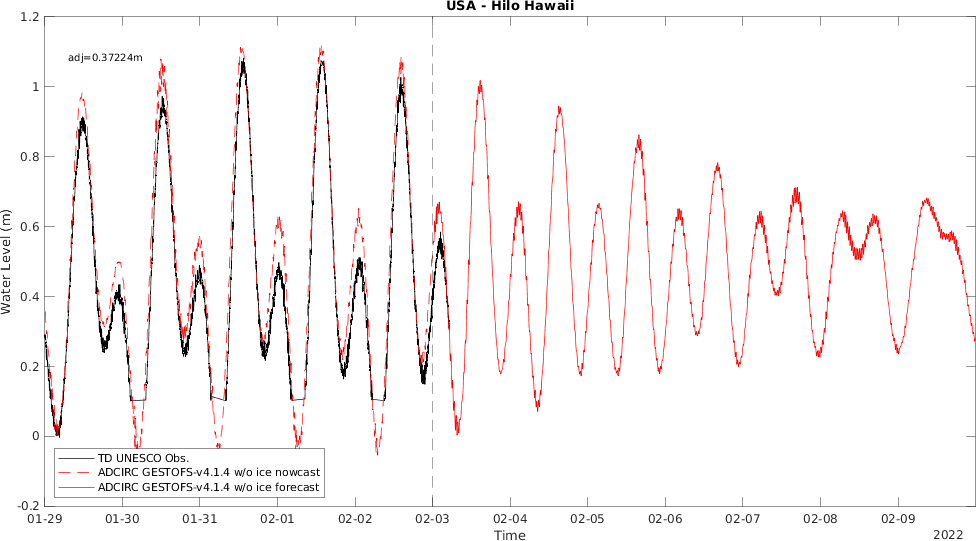 USA - Hilo Hawaii
adj=0.37224m
1.2
1
0.8
0.6
0.4
0.2
0
-0.2
Water Level (m)
TD UNESCO Obs.
ADCIRC GESTOFS-v4.1.4 w/o ice nowcast
ADCIRC GESTOFS-v4.1.4 w/o ice forecast
01-29 01-30 01-31 02-01 02-02 02-03 02-04 02-05 02-06 02-07 02-08 02-09
Time
2022